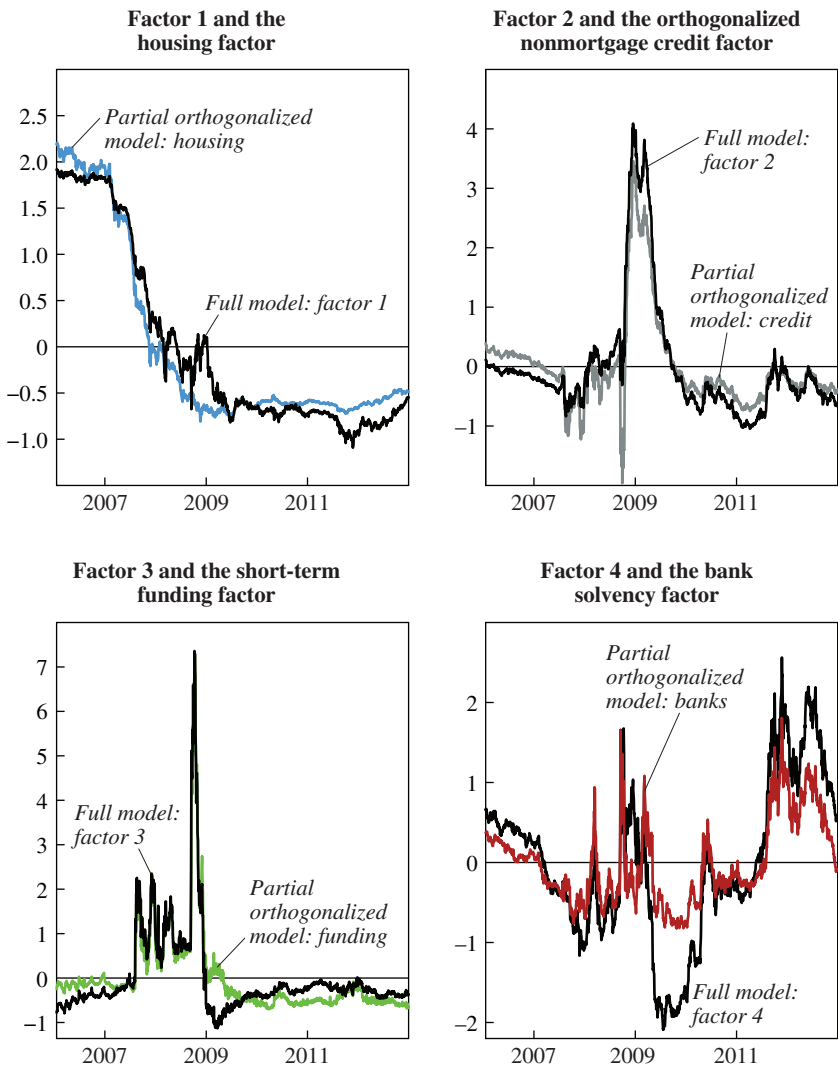 Factor 1 and the
housing factor
2.5
2.0
1.5
1.0
0.5
0
−0.5
−1.0
Partial orthogonalized
model: housing
Full model: factor 1
2007
2009
2011
Factor 2 and the orthogonalized
nonmortgage credit factor
4
3
2
1
0
−1
Full model:
factor 2
Partial
orthogonalized
model: credit
2007
2009
2011
Factor 3 and the short-term
funding factor
7
6
5
4
3
2
1
0
−1
Full model:
factor 3
Partial
orthogonalized
model: funding
2007
2009
2011
Factor 4 and the bank
solvency factor
2
1
0
−1
−2
Partial
orthogonalized
model: banks
Full model:
factor 4
2007
2009
2011